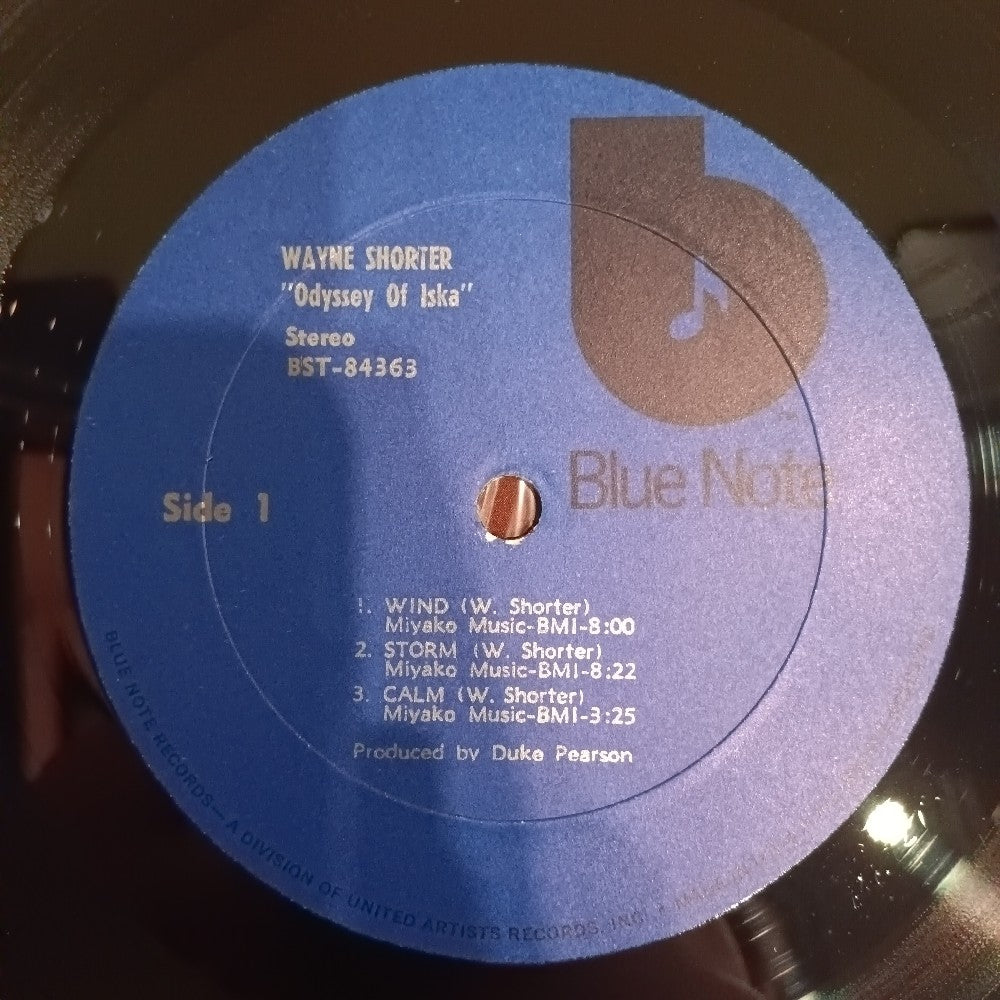 WAYNE SHORTER
"Odyssey Of Iska"
Stereo
BST-84363
b
Blue Note
Side 1
1. WIND (W. Shorter)
Miyako Music-BMI-8:00
2. STORM (W. Shorter)
Miyako Music-BMI-8:22
3. CALM (W. Shorter)
Miyako Music-BMI-3:25
Produced by Duke Pearson
BLUE NOTE RECORDS—A DIVISION OF UNITED ARTISTS RECORDS, INC.